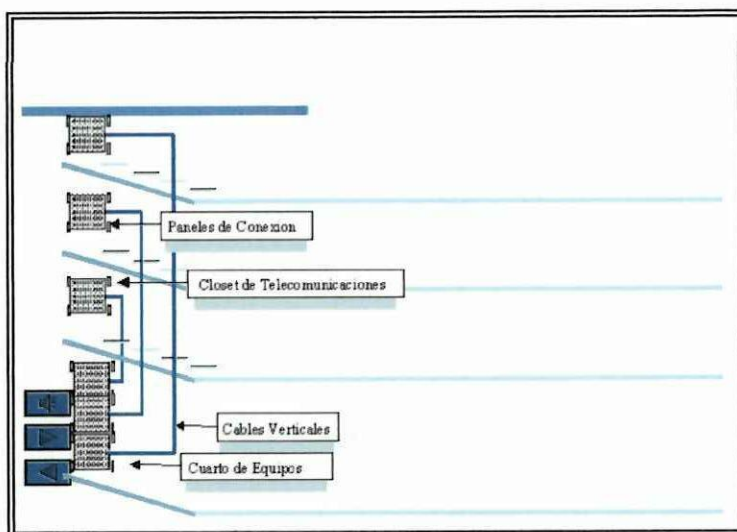 Paneles de Conexion
Closet de Telecomunicaciones
Cables Verticales
Cuarto de Equipos